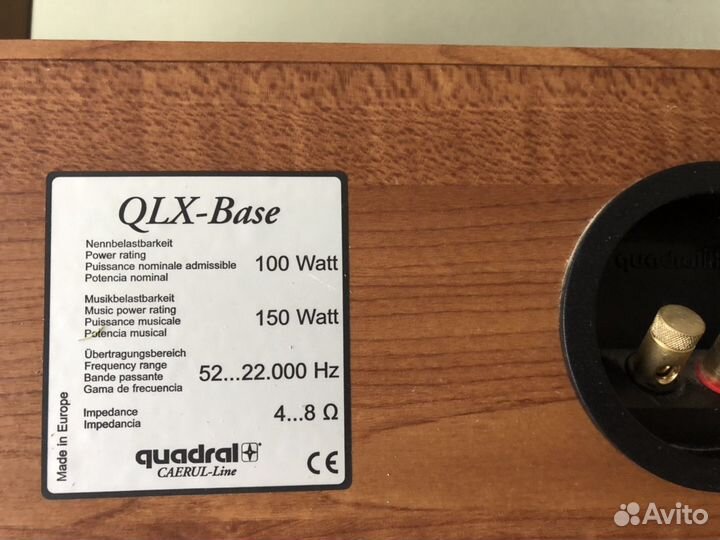 QLX-Base
Nennbelastbarkeit
Power rating
Puissance nominale admissible 100 Watt
Potencia nominal
Musikbelastbarkeit
Music power rating
Puissance musicale 150 Watt
Potencia musical
Übertragungsbereich
Frequency range
Bande passante 52...22.000 Hz
Gama de frecuencia
Impedance 4...8 Ω
Impedancia
Made in Europe
quadral
CAERUL-Line
CE
quadral
Avito